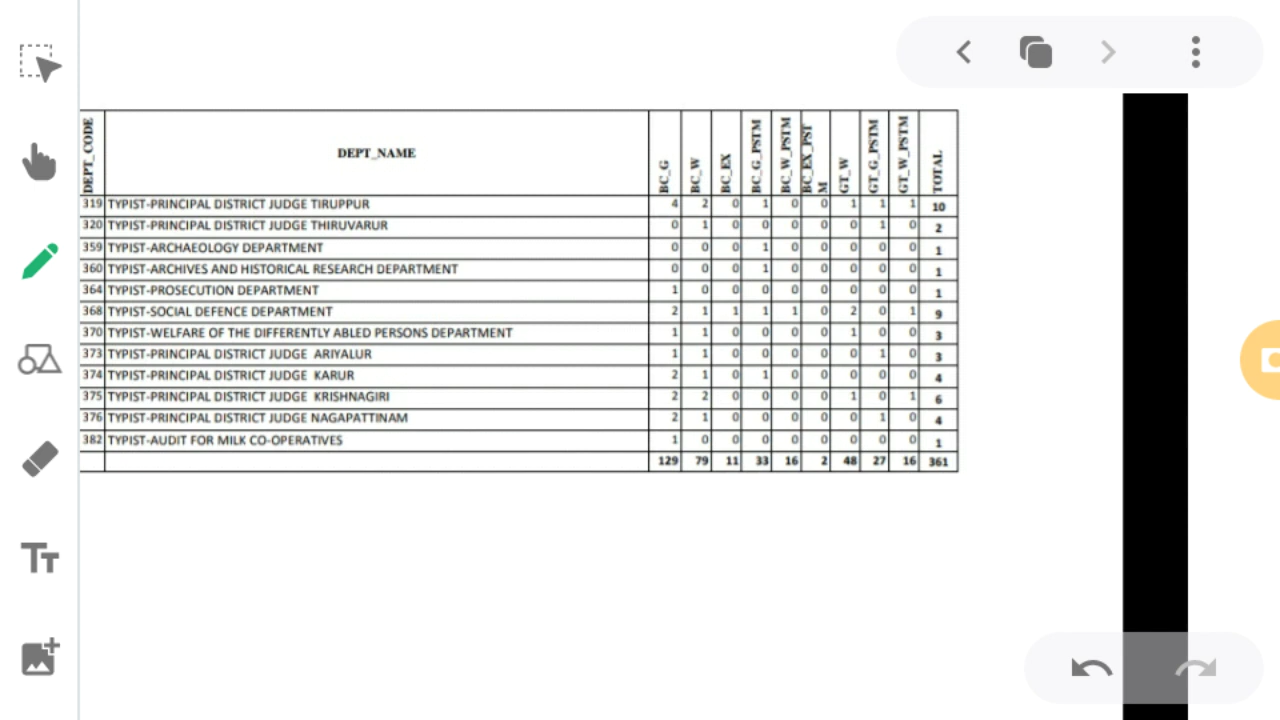 DEPT_CODE DEPT_NAME BC_G BC_W BC_EX BC_G_PSTM BC_W_PSTM BC_EX_PSTM GT_W GT_G_PSTM GT_W_PSTM TOTAL
319 TYPIST-PRINCIPAL DISTRICT JUDGE TIRUPPUR 4 2 0 1 0 0 1 1 1 10
320 TYPIST-PRINCIPAL DISTRICT JUDGE THIRUVARUR 0 1 0 0 0 0 0 1 0 2
359 TYPIST-ARCHAEOLOGY DEPARTMENT 0 0 0 1 0 0 0 0 0 1
360 TYPIST-ARCHIVES AND HISTORICAL RESEARCH DEPARTMENT 0 0 0 1 0 0 0 0 0 1
364 TYPIST-PROSECUTION DEPARTMENT 1 0 0 0 0 0 0 0 0 1
368 TYPIST-SOCIAL DEFENCE DEPARTMENT 2 1 1 1 1 0 2 0 1 9
370 TYPIST-WELFARE OF THE DIFFERENTLY ABLED PERSONS DEPARTMENT 1 1 0 0 0 0 1 0 0 3
373 TYPIST-PRINCIPAL DISTRICT JUDGE ARIYALUR 1 1 0 0 0 0 0 1 0 3
374 TYPIST-PRINCIPAL DISTRICT JUDGE KARUR 2 1 0 1 0 0 0 0 0 4
375 TYPIST-PRINCIPAL DISTRICT JUDGE KRISHNAGIRI 2 2 0 0 0 0 1 0 1 6
376 TYPIST-PRINCIPAL DISTRICT JUDGE NAGAPATTINAM 2 1 0 0 0 0 0 1 0 4
382 TYPIST-AUDIT FOR MILK CO-OPERATIVES 1 0 0 0 0 0 0 0 0 1
129 79 11 33 16 2 48 27 16 361
TT